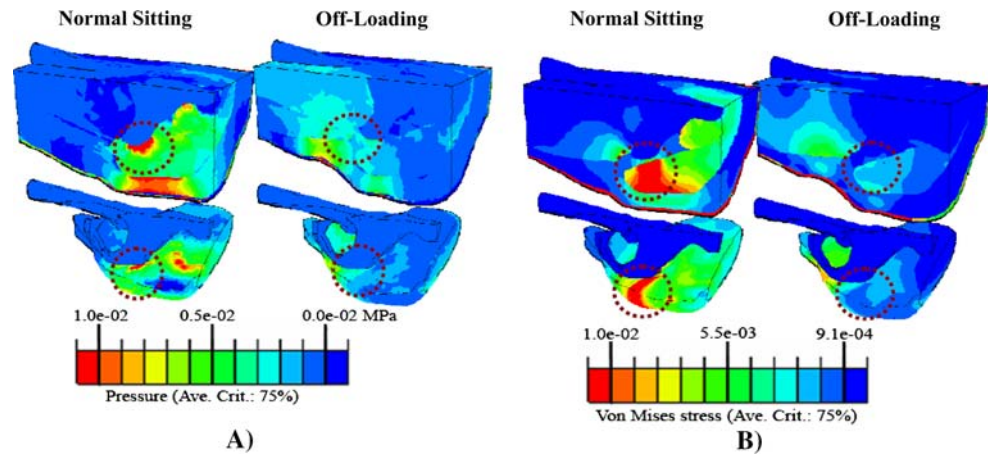 Normal Sitting
Off-Loading
1.0e-02
0.5e-02
0.0e-02 MPa
Pressure (Ave. Crit.: 75%)
A)
Normal Sitting
Off-Loading
1.0e-02
5.5e-03
9.1e-04
Von Mises stress (Ave. Crit.: 75%)
B)